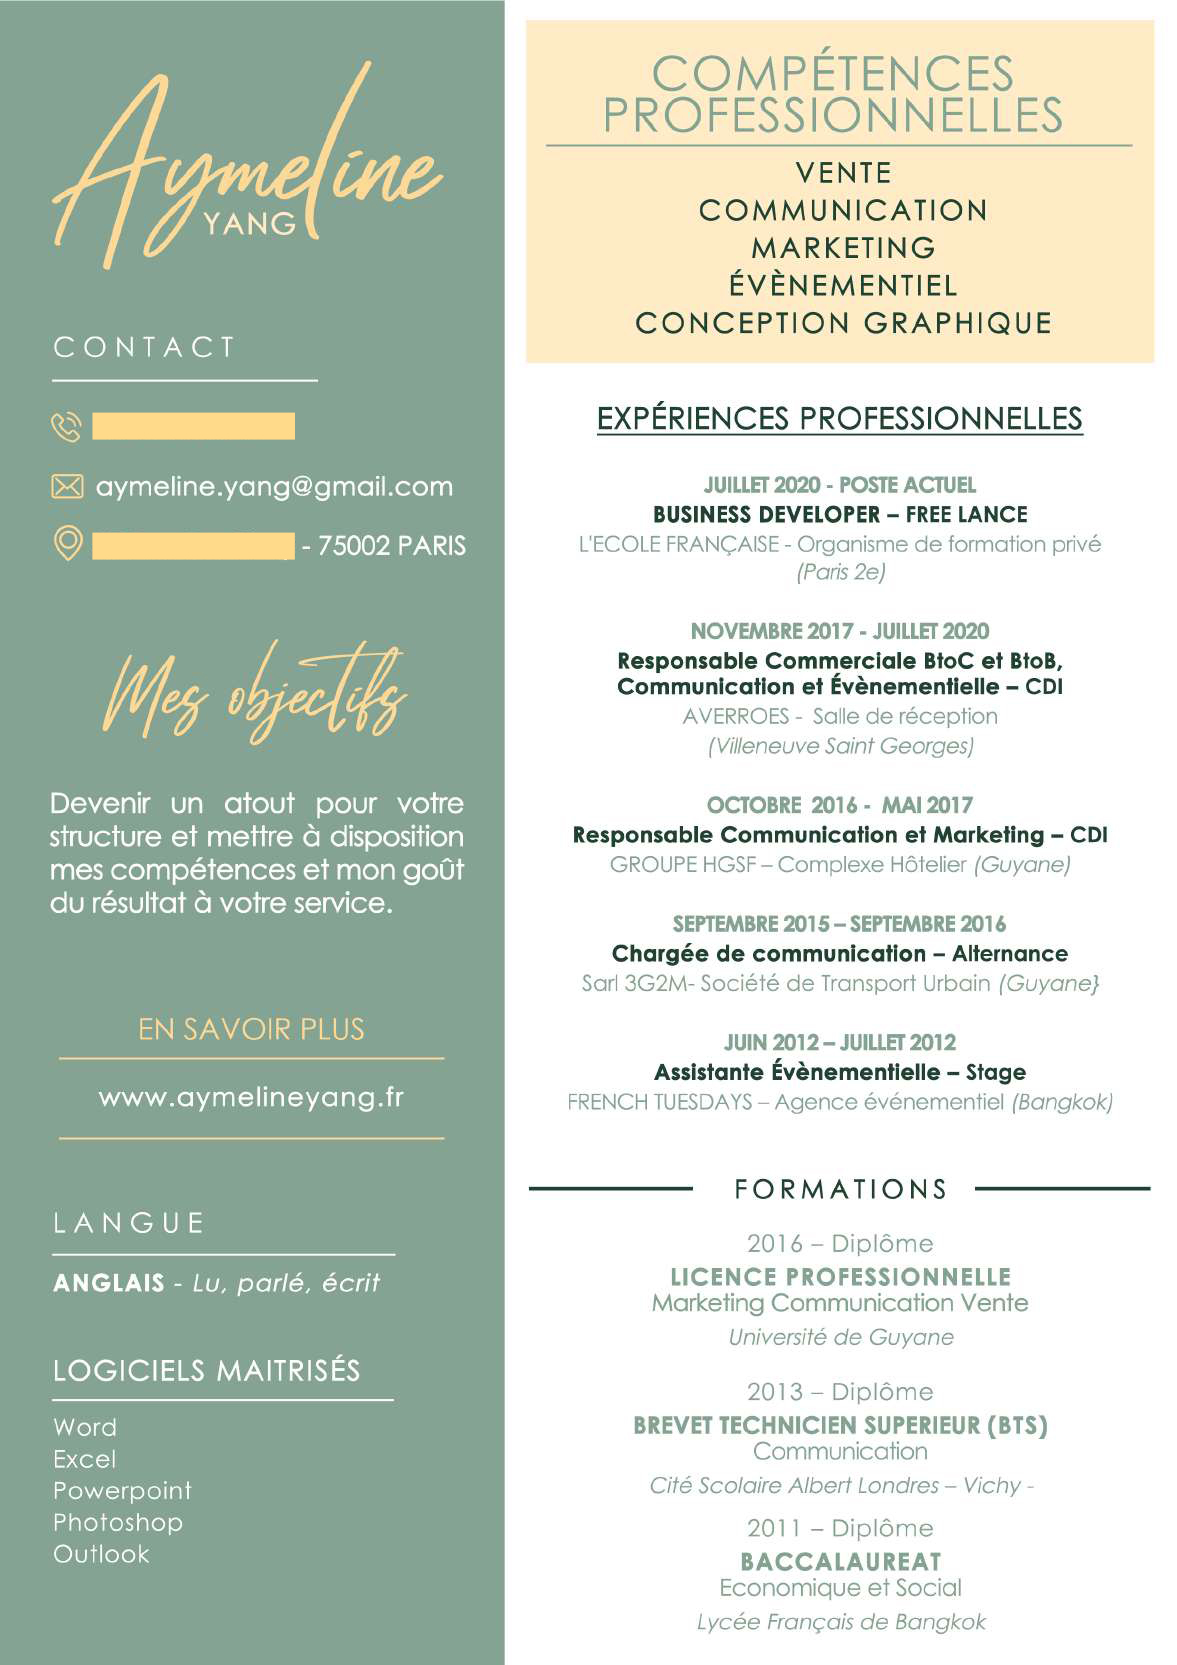 Aymeline
YANG
CONTACT
aymeline.yang@gmail.com
- 75002 PARIS
Mes objectifs
Devenir un atout pour votre
structure et mettre à disposition
mes compétences et mon goût
du résultat à votre service.
EN SAVOIR PLUS
www.aymelineyang.fr
LANGUE
ANGLAIS - Lu, parlé, écrit
LOGICIELS MAITRISÉS
Word
Excel
Powerpoint
Photoshop
Outlook
COMPÉTENCES
PROFESSIONNELLES
VENTE
COMMUNICATION
MARKETING
ÉVÈNEMENTIEL
CONCEPTION GRAPHIQUE
EXPÉRIENCES PROFESSIONNELLES
JUILLET 2020 - POSTE ACTUEL
BUSINESS DEVELOPER – FREE LANCE
L'ECOLE FRANÇAISE - Organisme de formation privé
(Paris 2e)
NOVEMBRE 2017 - JUILLET 2020
Responsable Commerciale BtoC et BtoB,
Communication et Évènementielle – CDI
AVERROES - Salle de réception
(Villeneuve Saint Georges)
OCTOBRE 2016 - MAI 2017
Responsable Communication et Marketing – CDI
GROUPE HGSF – Complexe Hôtelier (Guyane)
SEPTEMBRE 2015 – SEPTEMBRE 2016
Chargée de communication – Alternance
Sarl 3G2M- Société de Transport Urbain (Guyane}
JUIN 2012 – JUILLET 2012
Assistante Évènementielle – Stage
FRENCH TUESDAYS – Agence événementiel (Bangkok)
FORMATIONS
2016 – Diplôme
LICENCE PROFESSIONNELLE
Marketing Communication Vente
Université de Guyane
2013 – Diplôme
BREVET TECHNICIEN SUPERIEUR (BTS)
Communication
Cité Scolaire Albert Londres – Vichy -
2011 – Diplôme
BACCALAUREAT
Economique et Social
Lycée Français de Bangkok